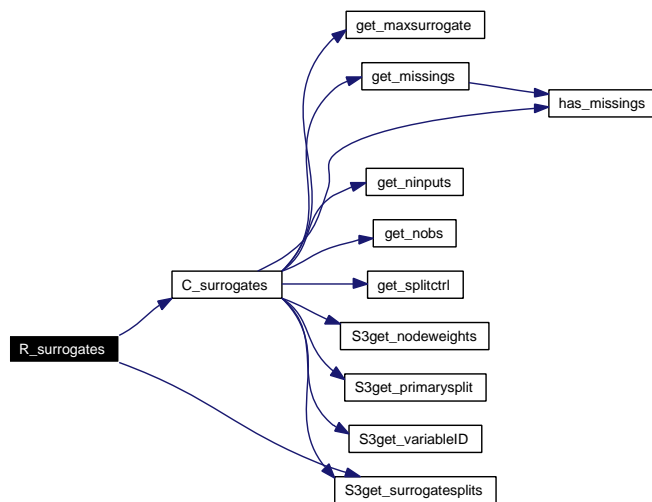 get_maxsurrogate
get_missings
has_missings
get_ninputs
get_nobs
C_surrogates
get_splitctrl
S3get_nodeweights
R_surrogates
S3get_primarysplit
S3get_variableID
S3get_surrogatesplits